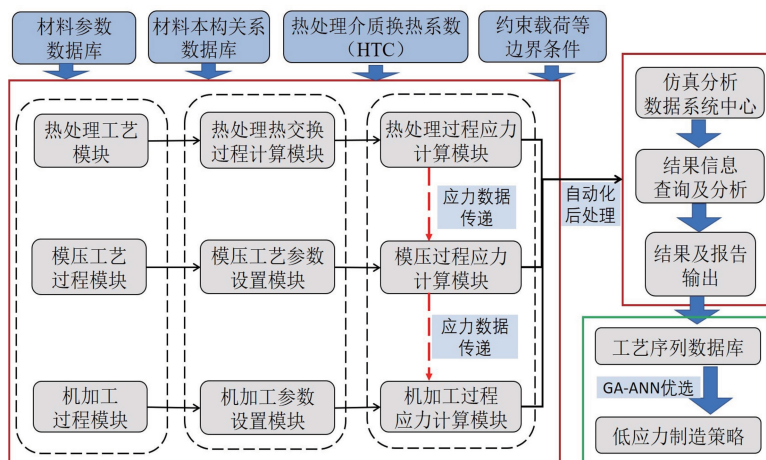 材料参数
数据库
材料本构关系
数据库
热处理介质换热系数
（HTC）
约束载荷等
边界条件
热处理工艺
模块
热处理热交换
过程计算模块
热处理过程应力
计算模块
应力数据
传递
模压工艺
过程模块
模压工艺参数
设置模块
模压过程应力
计算模块
应力数据
传递
机加工
过程模块
机加工参数
设置模块
机加工过程
应力计算模块
自动化
后处理
仿真分析
数据系统中心
结果信息
查询及分析
结果及报告
输出
工艺序列数据库
GA-ANN优选
低应力制造策略